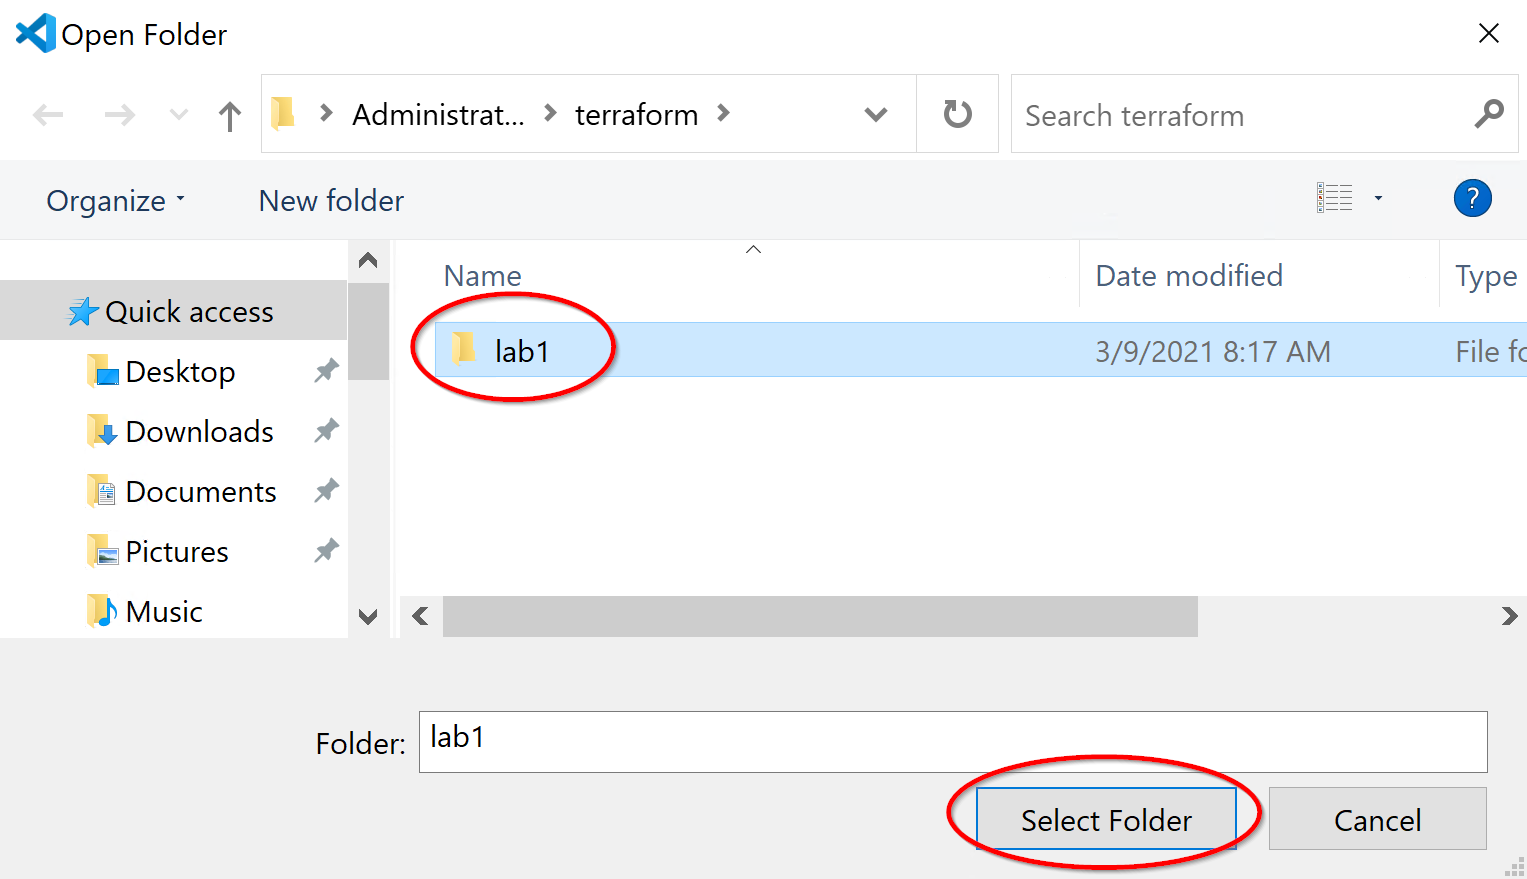 Open Folder
Administrat... terraform
Search terraform
Organize
New folder
?
Name
Date modified
Type
Quick access
lab1
3/9/2021 8:17 AM
File fo
Desktop
Downloads
Documents
Pictures
Music
Folder: lab1
Select Folder
Cancel